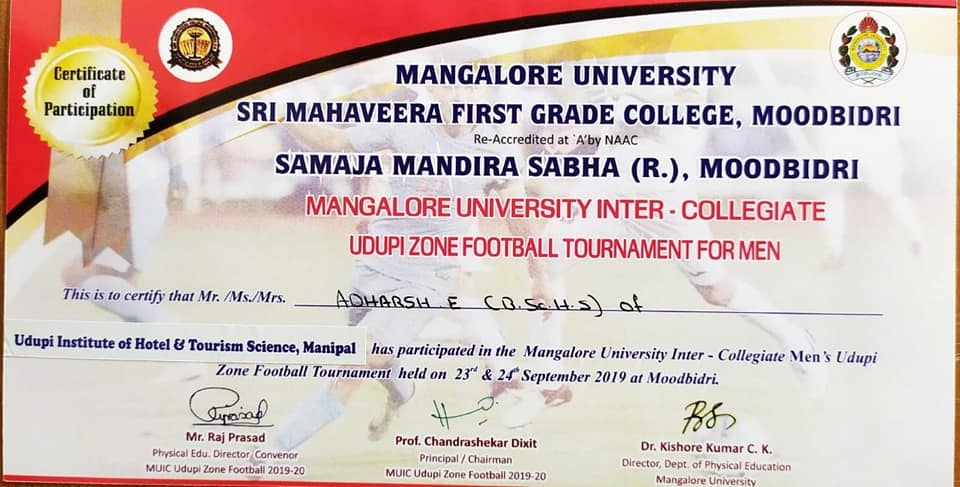 Certificate
of
Participation
MANGALORE UNIVERSITY
SRI MAHAVEERA FIRST GRADE COLLEGE, MOODBIDRI
Re-Accredited at `A'by NAAC
SAMAJA MANDIRA SABHA (R.), MOODBIDRI
MANGALORE UNIVERSITY INTER - COLLEGIATE
UDUPI ZONE FOOTBALL TOURNAMENT FOR MEN
This is to certify that Mr. /Ms./Mrs. ADHARSH.E (B.Sc.H.S) of
Udupi Institute of Hotel & Tourism Science, Manipal has participated in the Mangalore University Inter - Collegiate Men's Udupi
Zone Football Tournament held on 23rd & 24th September 2019 at Moodbidri.
Mr. Raj Prasad
Physical Edu. Director Convenor
MUIC Udupi Zone Football 2019-20
Prof. Chandrashekar Dixit
Principal / Chairman
MUIC Udupi Zone Football 2019-20
Dr. Kishore Kumar C. K.
Director, Dept. of Physical Education
Mangalore University